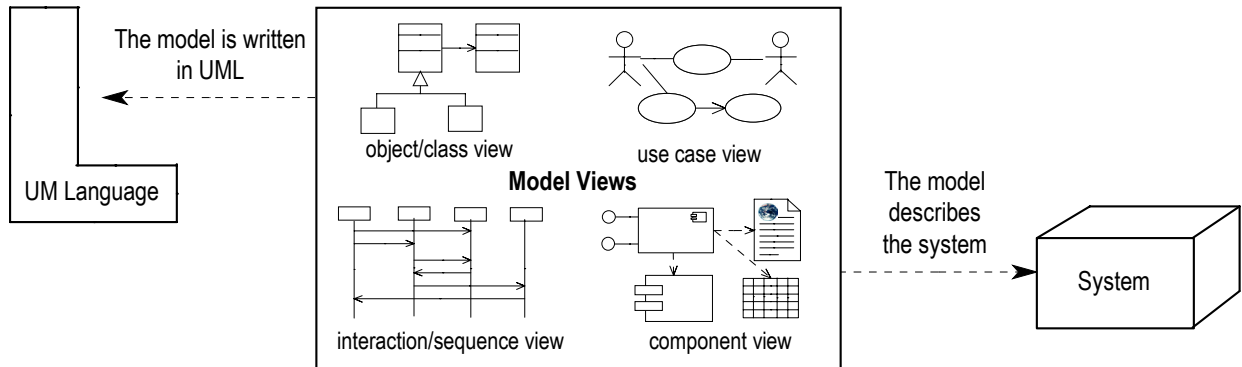 The model is written
in UML
UM Language
object/class view
use case view
Model Views
interaction/sequence view
component view
The model
describes
the system
System